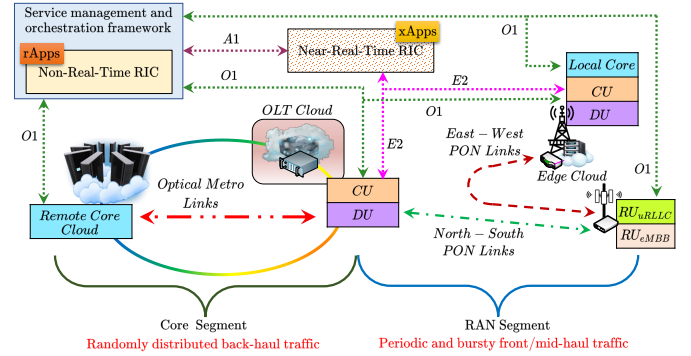 Service management and
orchestration framework
rApps
Non-Real-Time RIC
O1
A1
xApps
Near-Real-Time RIC
O1
Local Core
CU
DU
O1
E2
O1
OLT Cloud
E2
East-West
PON Links
Edge Cloud
O1
O1
Optical Metro
Links
CU
DU
Remote Core
Cloud
North-South
PON Links
RU_uRLLC
RU_eMBB
Core Segment
Randomly distributed back-haul traffic
RAN Segment
Periodic and bursty front/mid-haul traffic